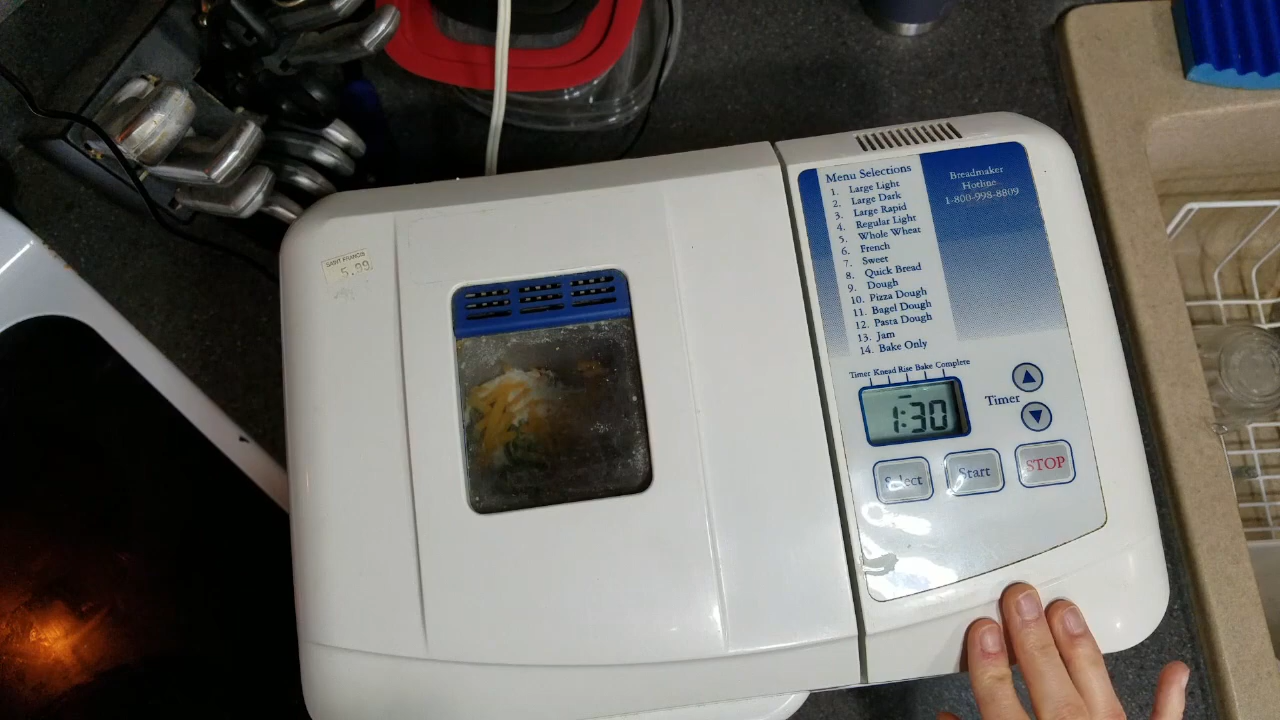 SAINT FRANCIS
5.99
Menu Selections
1. Large Light
2. Large Dark
3. Large Rapid
4. Regular Light
5. Whole Wheat
6. French
7. Sweet
8. Quick Bread
9. Dough
10. Pizza Dough
11. Bagel Dough
12. Pasta Dough
13. Jam
14. Bake Only
Breadmaker
Hotline
1-800-998-8809
Timer Knead Rise Bake Complete
1:30
Timer
Select
Start
STOP